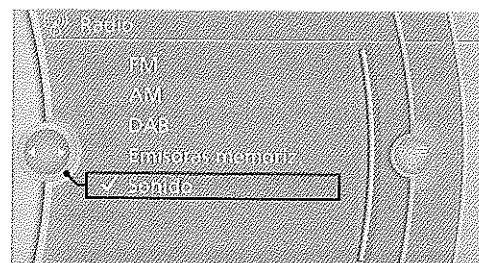 Radio
FM
AM
DAB
Emisoras memoriz.
✓ Sonido